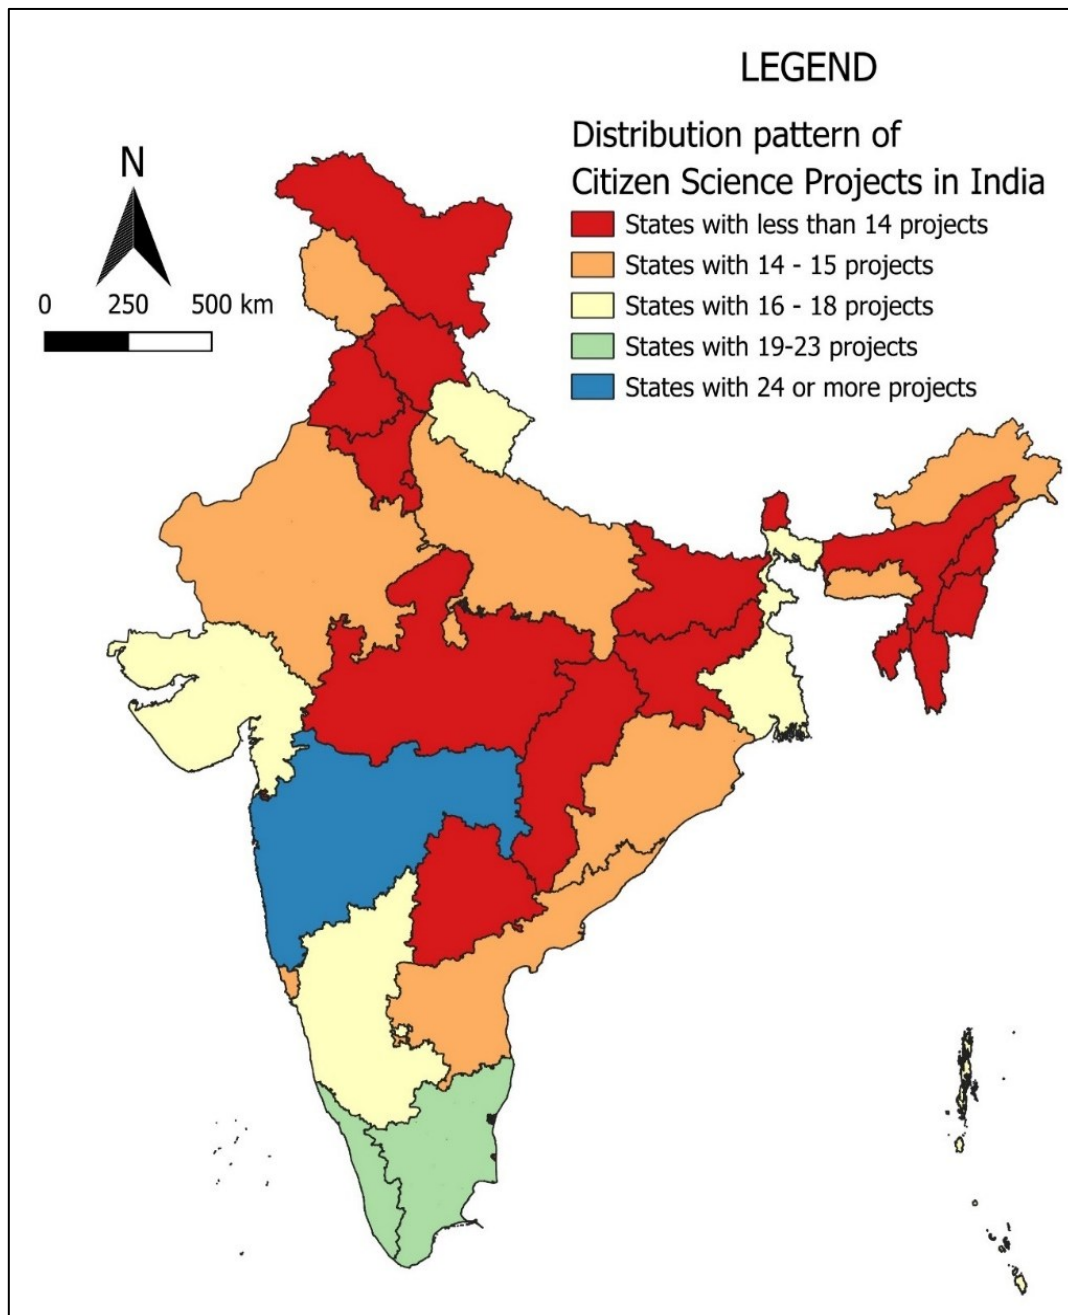 LEGEND
Distribution pattern of
Citizen Science Projects in India
States with less than 14 projects
States with 14 - 15 projects
States with 16 - 18 projects
States with 19-23 projects
States with 24 or more projects
N
0 250 500 km